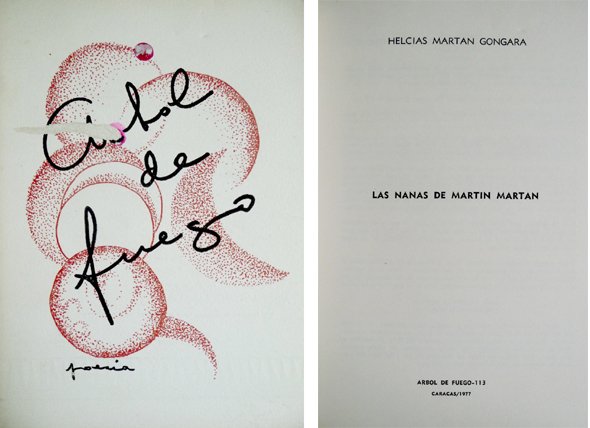 Arbol
de
fuego
poesia
HELCIAS MARTAN GONGARA
LAS NANAS DE MARTIN MARTAN
ARBOL DE FUEGO-113
CARACAS/1977